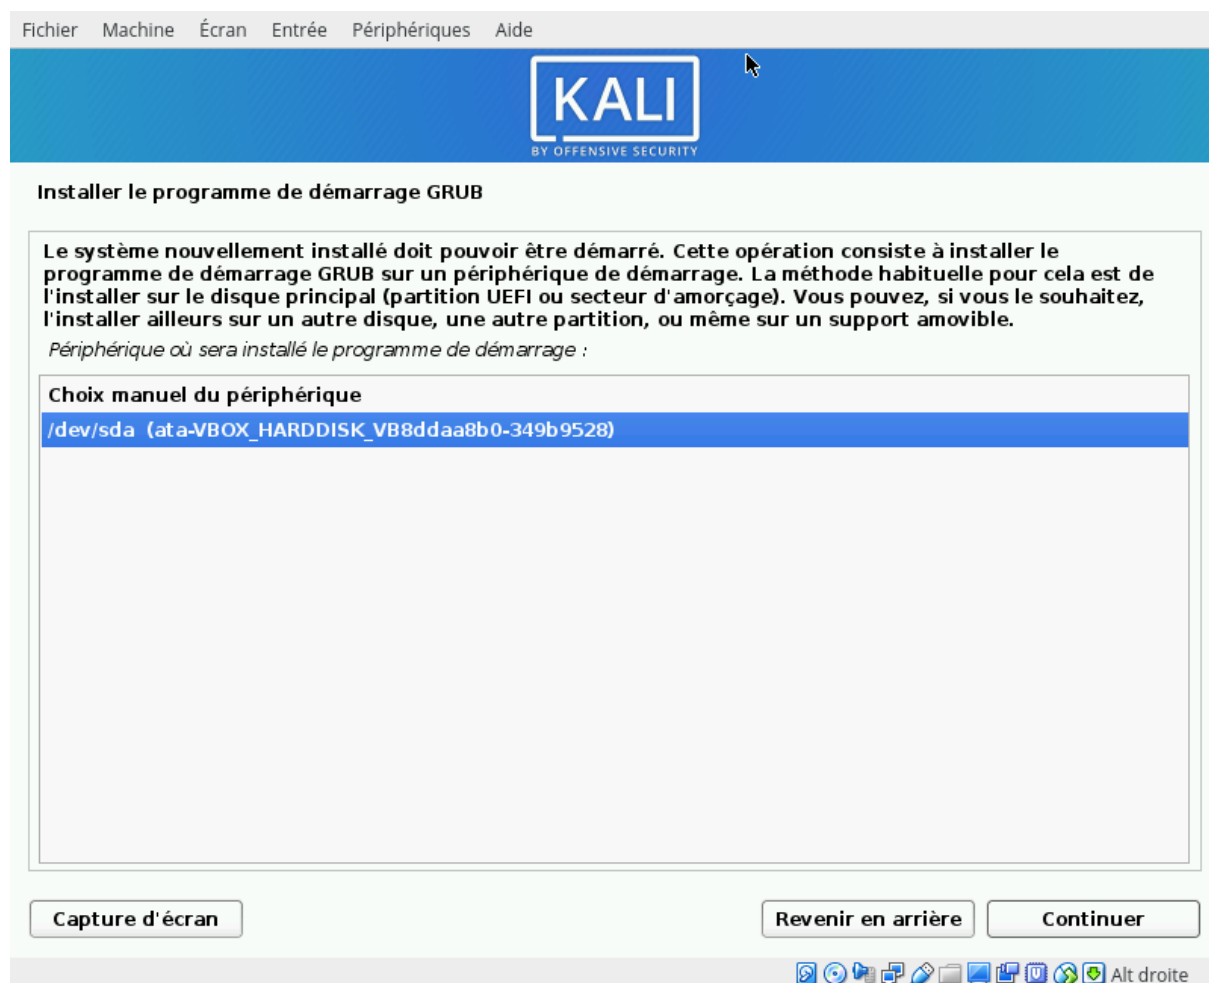 Fichier Machine Écran Entrée Périphériques Aide
KALI
BY OFFENSIVE SECURITY
Installer le programme de démarrage GRUB
Le système nouvellement installé doit pouvoir être démarré. Cette opération consiste à installer le
programme de démarrage GRUB sur un périphérique de démarrage. La méthode habituelle pour cela est de
l'installer sur le disque principal (partition UEFI ou secteur d'amorçage). Vous pouvez, si vous le souhaitez,
l'installer ailleurs sur un autre disque, une autre partition, ou même sur un support amovible.
Périphérique où sera installé le programme de démarrage :
Choix manuel du périphérique
/dev/sda (ata-VBOX_HARDDISK_VB8ddaa8b0-349b9528)
Capture d'écran Revenir en arrière Continuer
Alt droite